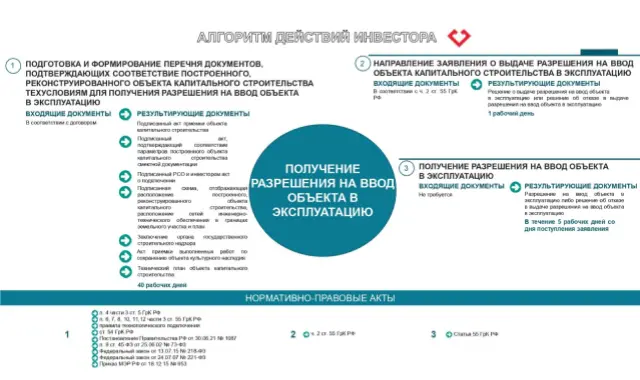 АЛГОРИТМ ДЕЙСТВИЙ ИНВЕСТОРА
1
ПОДГОТОВКА И ФОРМИРОВАНИЕ ПЕРЕЧНЯ ДОКУМЕНТОВ,
ПОДТВЕРЖДАЮЩИХ СООТВЕТСТВИЕ ПОСТРОЕННОГО,
РЕКОНСТРУИРОВАННОГО ОБЪЕКТА КАПИТАЛЬНОГО СТРОИТЕЛЬСТВА
ТЕХУСЛОВИЯМ ДЛЯ ПОЛУЧЕНИЯ РАЗРЕШЕНИЯ НА ВВОД ОБЪЕКТА
В ЭКСПЛУАТАЦИЮ
ВХОДЯЩИЕ ДОКУМЕНТЫ
В соответствии с договором
РЕЗУЛЬТИРУЮЩИЕ ДОКУМЕНТЫ
Подписанный акт приемки объекта
капитального строительства
Подписанный акт,
подтверждающий соответствие
параметров построенного объекта
капитального строительства
сметной документации
Подписанный РСО и инвестором акт
о подключении
Подписанная схема, отображающая
расположение построенного,
реконструированного объекта
капитального строительства,
расположение сетей инженерно-
технического обеспечения в границах
земельного участка и план
Заключение органа государственного
строительного надзора
Акт приемки выполненных работ по
сохранению объекта культурного наследия
Технический план объекта капитального
строительства
40 рабочих дней
ПОЛУЧЕНИЕ
РАЗРЕШЕНИЯ НА ВВОД
ОБЪЕКТА В
ЭКСПЛУАТАЦИЮ
2
НАПРАВЛЕНИЕ ЗАЯВЛЕНИЯ О ВЫДАЧЕ РАЗРЕШЕНИЯ НА ВВОД
ОБЪЕКТА КАПИТАЛЬНОГО СТРОИТЕЛЬСТВА В ЭКСПЛУАТАЦИЮ
ВХОДЯЩИЕ ДОКУМЕНТЫ
В соответствии с ч. 2 ст. 55 ГрК
РФ
РЕЗУЛЬТИРУЮЩИЕ ДОКУМЕНТЫ
Решение о выдаче разрешения на ввод объекта
в эксплуатацию или решение об отказе в выдаче
разрешения на ввод объекта в эксплуатацию
1 рабочий день
3
ПОЛУЧЕНИЕ РАЗРЕШЕНИЯ НА ВВОД ОБЪЕКТА
В ЭКСПЛУАТАЦИЮ
ВХОДЯЩИЕ ДОКУМЕНТЫ
Не требуется
РЕЗУЛЬТИРУЮЩИЕ ДОКУМЕНТЫ
Разрешение на ввод объекта в
эксплуатацию либо решение об отказе
в выдаче разрешения на ввод объекта
в эксплуатацию
В течение 5 рабочих дней со
дня поступления заявления
НОРМАТИВНО-ПРАВОВЫЕ АКТЫ
1
п. 4 части 3 ст. 5 ГрК РФ
п. 6, 7, 8, 10, 11,12 части 3 ст. 55 ГрК РФ
правила технологического подключения
ст. 54 ГрК РФ
Постановление Правительства РФ от 30.06.21 № 1087
п. 9 ст. 45 ФЗ от 25.06.02 № 73-ФЗ
Федеральный закон от 13.07.15 № 218-ФЗ
Федеральный закон от 24.07.07 № 221-ФЗ
Приказ МЭР РФ от 18.12.15 № 953
2
ч. 2 ст. 55 ГрК РФ
3
Статья 55 ГрК РФ